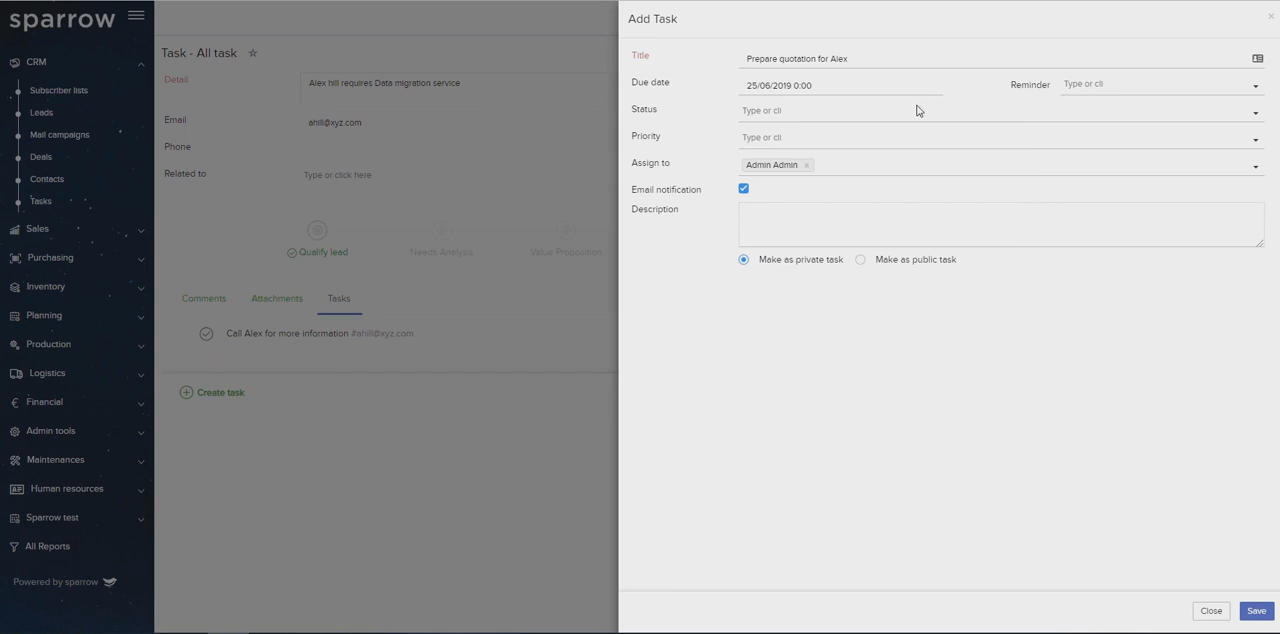 sparrow
CRM
Subscriber lists
Leads
Mail campaigns
Deals
Contacts
Tasks
Sales
Purchasing
Inventory
Planning
Production
Logistics
Financial
Admin tools
Maintenances
Human resources
Sparrow test
All Reports
Powered by sparrow
Task - All task
Detail
Alex hill requires Data migration service
Email
ahill@xyz.com
Phone
Related to
Type or click here
Qualify lead
Needs Analysis
Value Proposition
Comments
Attachments
Tasks
Call Alex for more information #ahill@xyz.com
Create task
Add Task
Title
Prepare quotation for Alex
Due date
25/06/2019 0:00
Reminder
Type or cli
Status
Type or cli
Priority
Type or cli
Assign to
Admin Admin
Email notification
Description
Make as private task
Make as public task
Close
Save